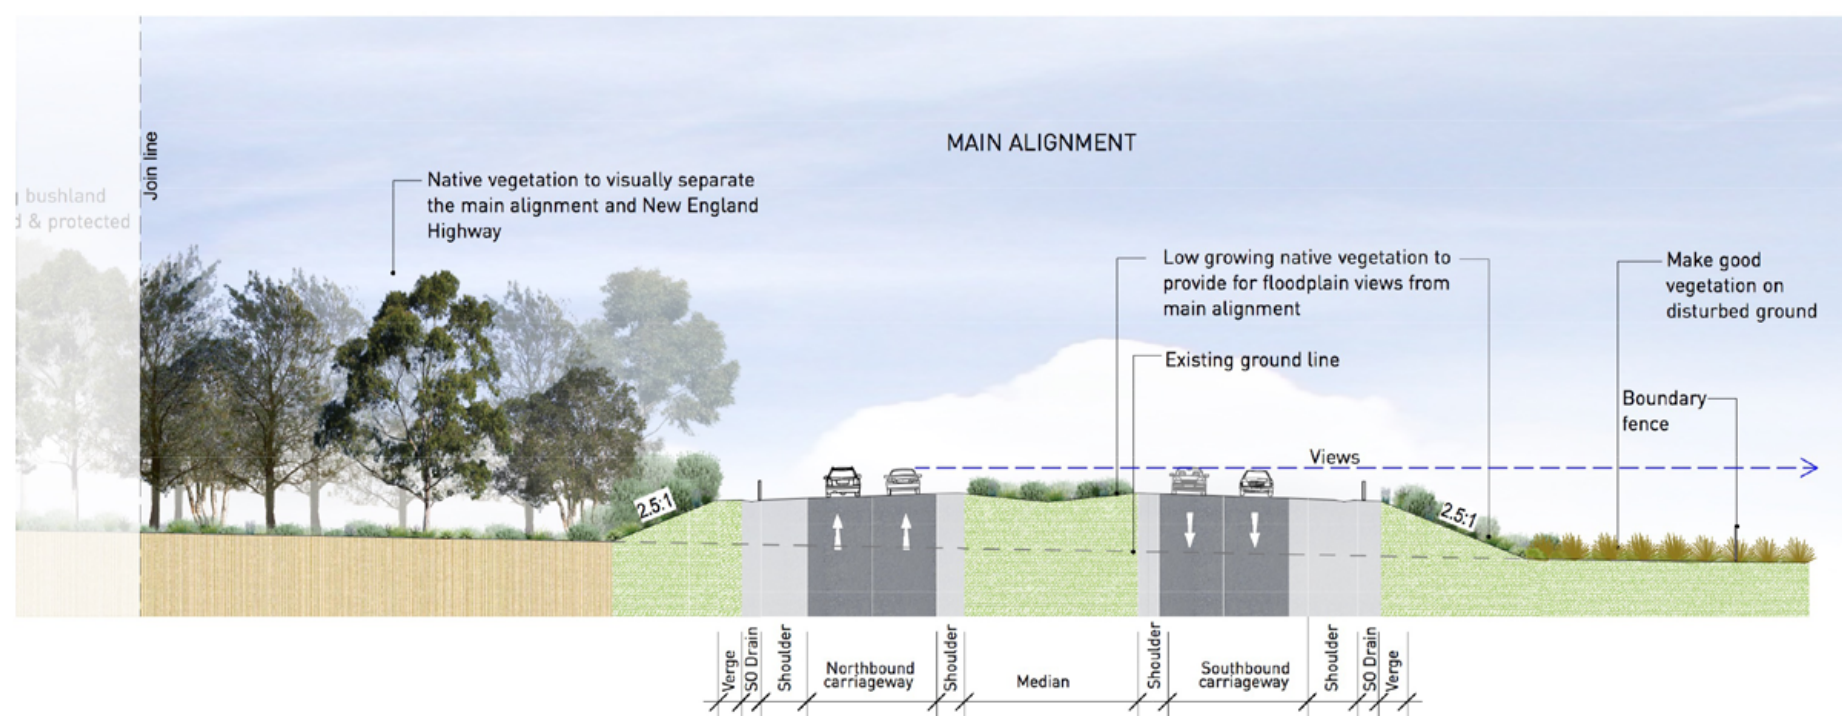 MAIN ALIGNMENT
Join line
bushland
& protected
Native vegetation to visually separate
the main alignment and New England
Highway
Low growing native vegetation to
provide for floodplain views from
main alignment
Make good
vegetation on
disturbed ground
Existing ground line
Boundary
fence
Views
2.5:1
2.5:1
Verge
SO Drain
Shoulder
Northbound
carriageway
Shoulder
Median
Shoulder
Southbound
carriageway
Shoulder
SO Drain
Verge